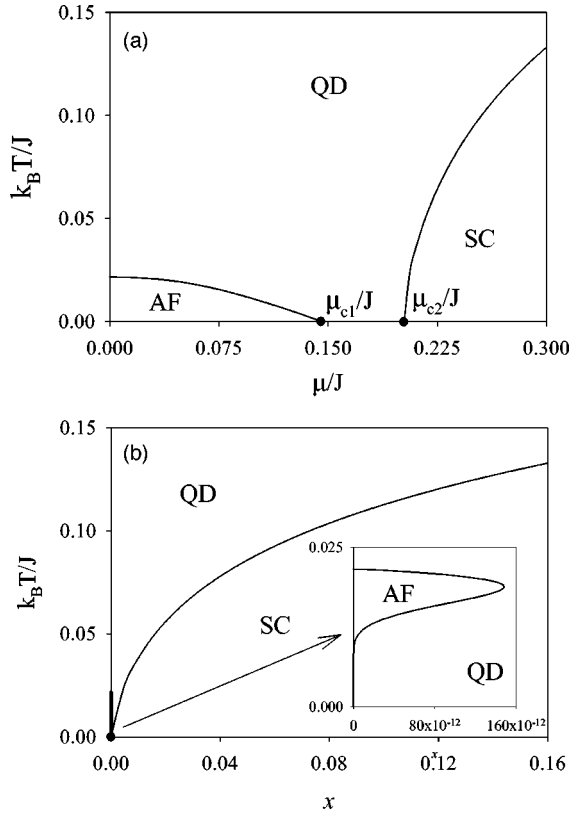 0.15
(a)
QD
0.10
k_B T/J
SC
0.05
AF
μ_c1/J
μ_c2/J
0.00
0.000 0.075 0.150 0.225 0.300
μ/J
0.15
(b)
QD
0.10
k_B T/J
0.025
AF
SC
0.05
QD
0.000
0 80x10^-12 160x10^-12
x
0.00
0.00 0.04 0.08 0.12 0.16
x